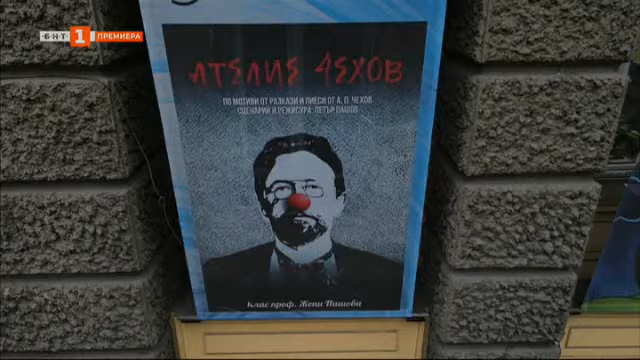 БНТ 1 ПРЕМИЕРА
АТЕЛИЕ ЧЕХОВ
ПО МОТИВИ ОТ РАЗКАЗИ И ПИЕСИ ОТ А. П. ЧЕХОВ
СЦЕНАРИЙ И РЕЖИСУРА: ПЕТЪР ПАШОВ
клас проф. Жени Пашова